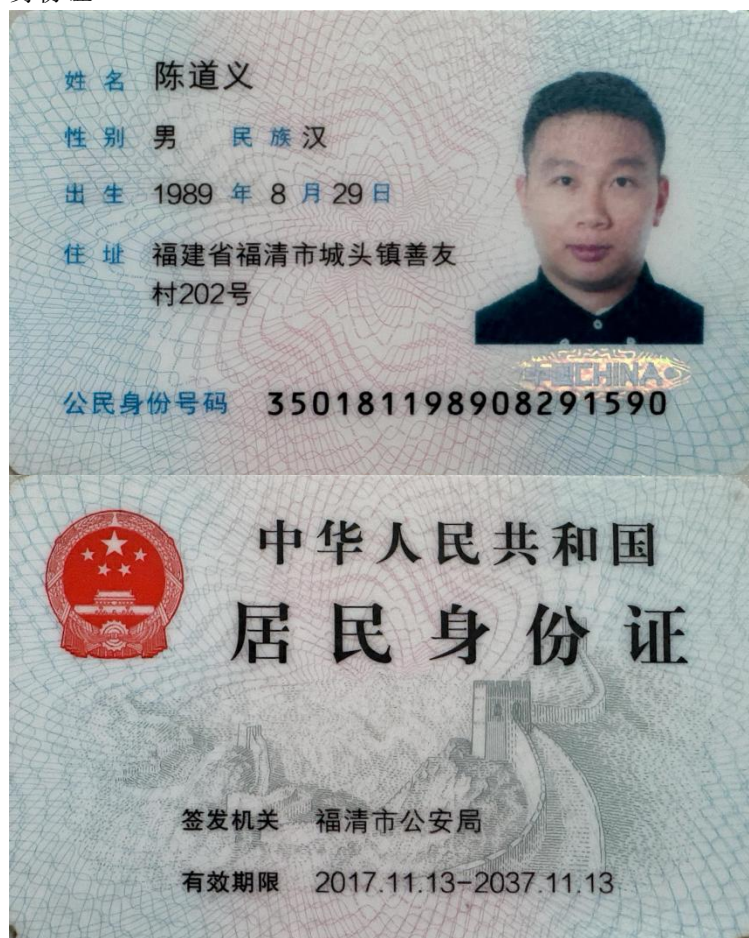 姓名 陈道义
性别 男 民族 汉
出生 1989 年 8 月 29 日
住址 福建省福清市城头镇善友
村202号
CHINA
公民身份号码 350181198908291590
中华人民共和国
居民身份证
签发机关 福清市公安局
有效期限 2017.11.13-2037.11.13